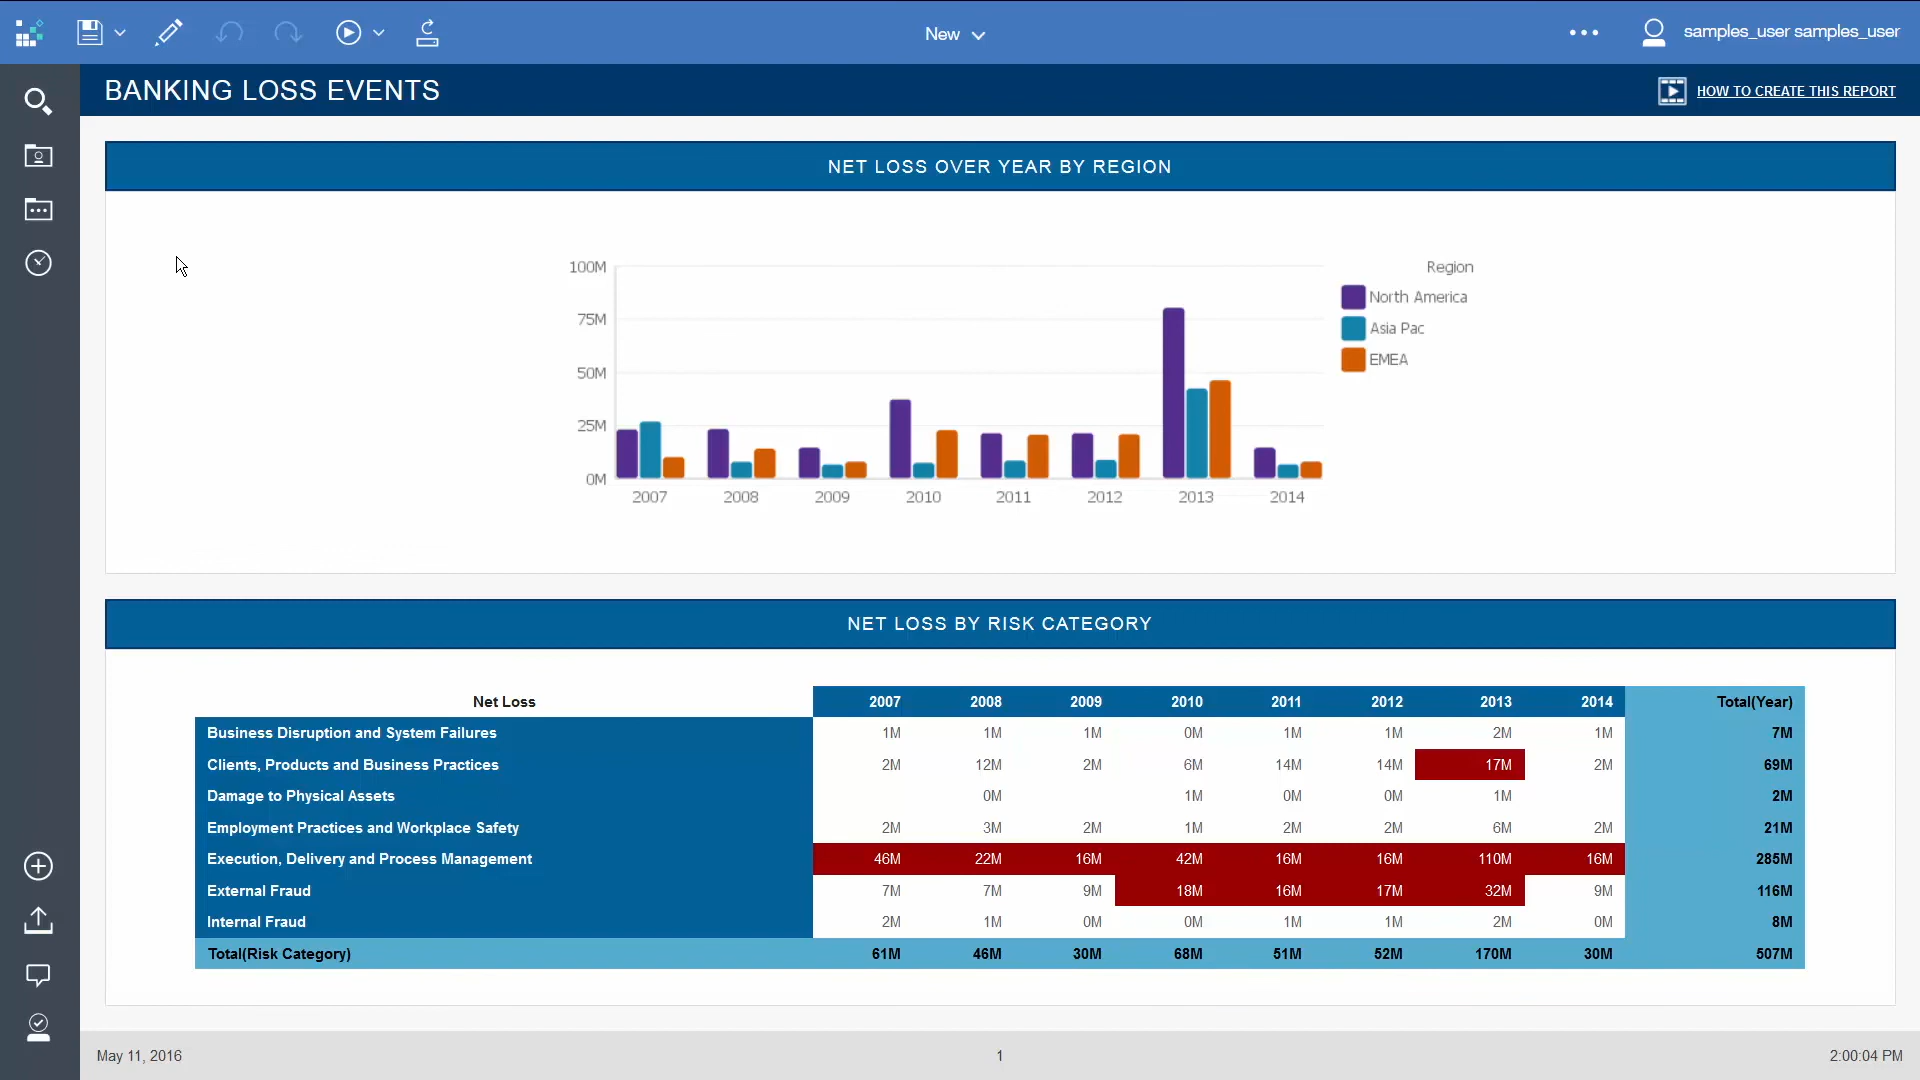 New
samples_user samples_user
BANKING LOSS EVENTS
HOW TO CREATE THIS REPORT
NET LOSS OVER YEAR BY REGION
100M
75M
50M
25M
0M
2007 2008 2009 2010 2011 2012 2013 2014
Region
North America
Asia Pac
EMEA
NET LOSS BY RISK CATEGORY
Net Loss 2007 2008 2009 2010 2011 2012 2013 2014 Total(Year)
Business Disruption and System Failures 1M 1M 1M 0M 1M 1M 2M 1M 7M
Clients, Products and Business Practices 2M 12M 2M 6M 14M 14M 17M 2M 69M
Damage to Physical Assets 0M 1M 0M 0M 1M 2M
Employment Practices and Workplace Safety 2M 3M 2M 1M 2M 2M 6M 2M 21M
Execution, Delivery and Process Management 46M 22M 16M 42M 16M 16M 110M 16M 285M
External Fraud 7M 7M 9M 18M 16M 17M 32M 9M 116M
Internal Fraud 2M 1M 0M 0M 1M 1M 2M 0M 8M
Total(Risk Category) 61M 46M 30M 68M 51M 52M 170M 30M 507M
May 11, 2016 1 2:00:04 PM